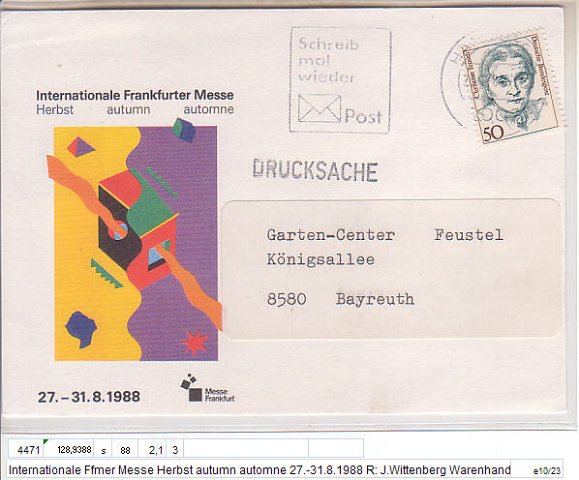 Schreib
mal
wieder
Post
Deutsche Bundespost
50
Internationale Frankfurter Messe
Herbst autumn automne
DRUCKSACHE
Garten-Center Feustel
Königsallee
8580 Bayreuth
27.–31.8.1988
Messe
Frankfurt
4471 128,9388 s 88 2,1 3
Internationale Ffmer Messe Herbst autumn automne 27.-31.8.1988 R: J.Wittenberg Warenhand e10/23